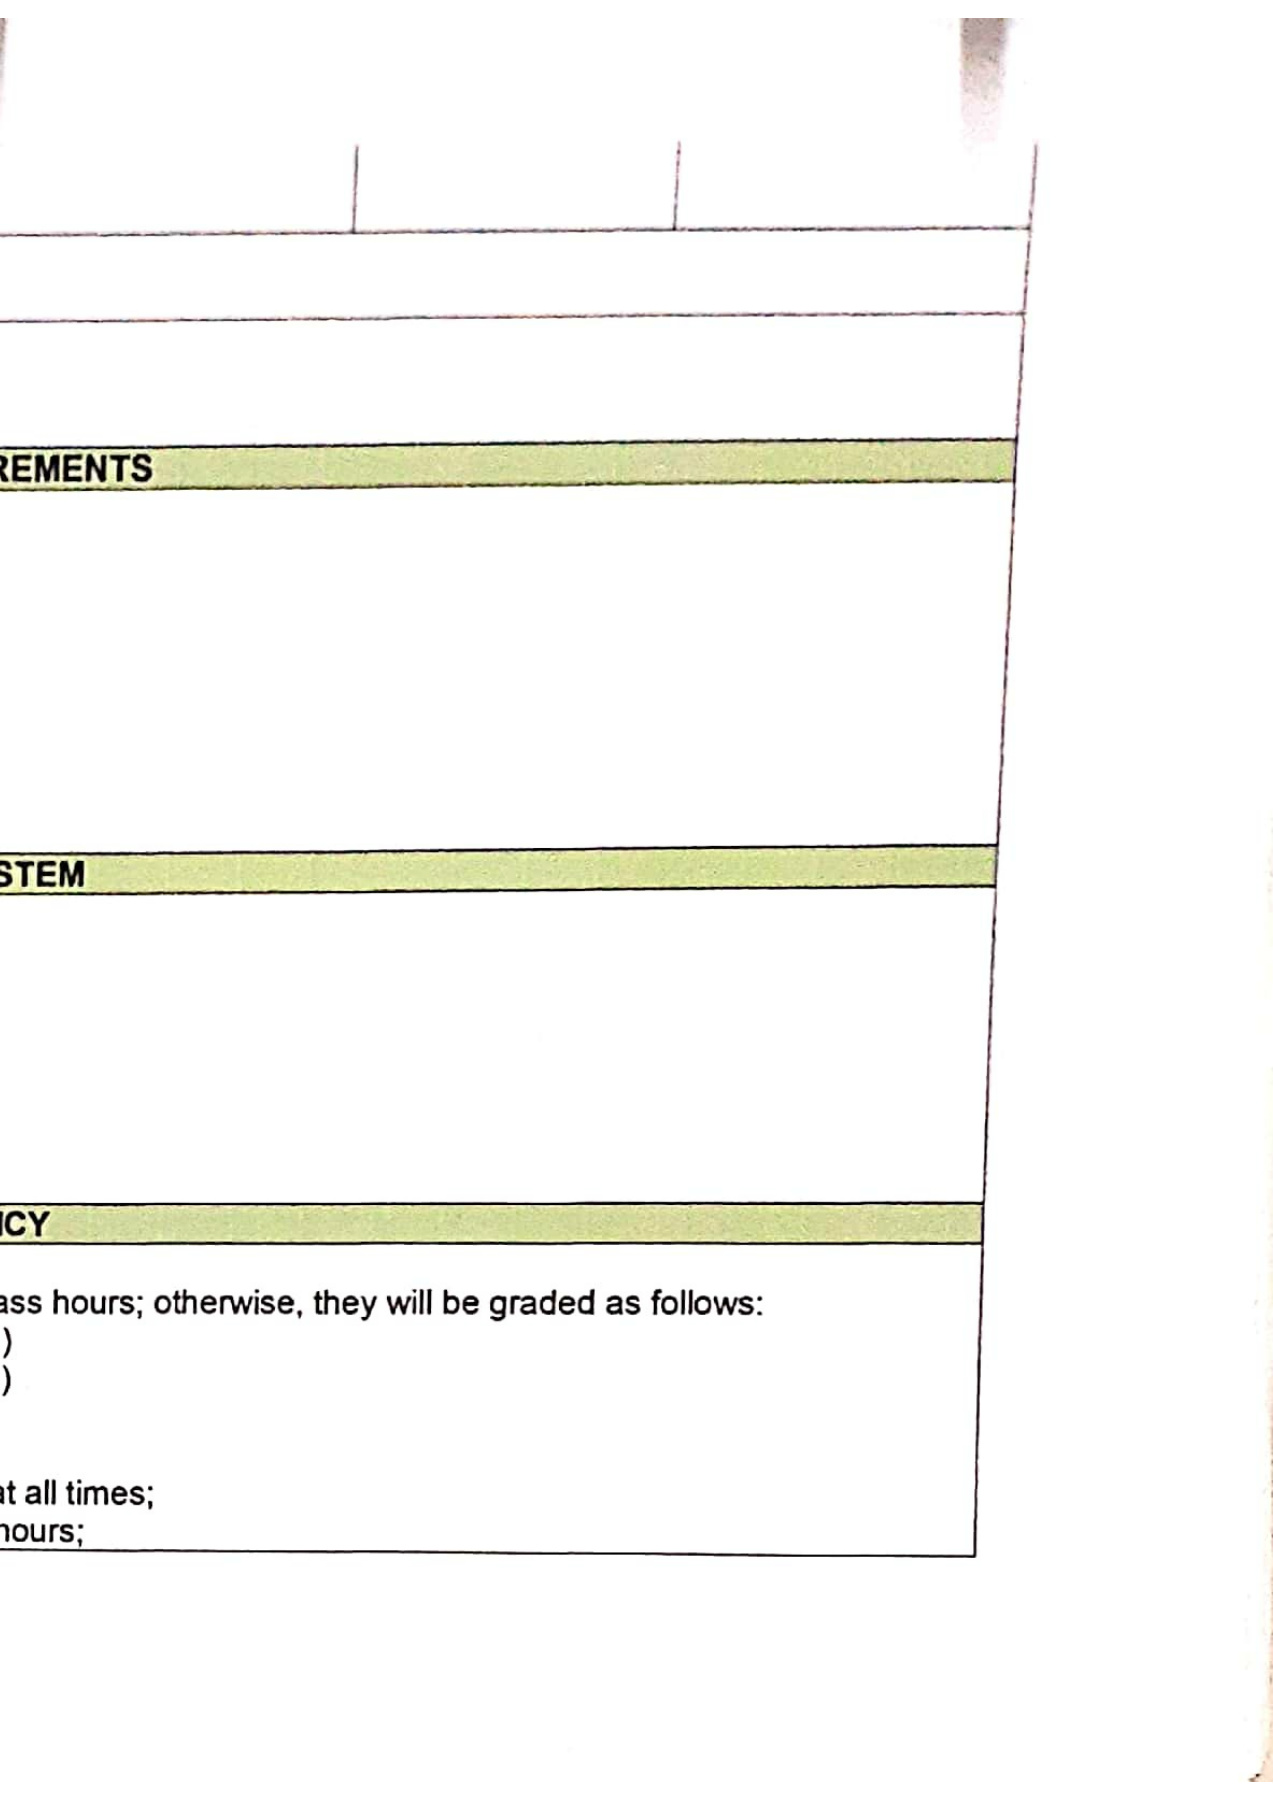 REMENTS
STEM
ICY
ass hours; otherwise, they will be graded as follows:
)
)
at all times;
hours;